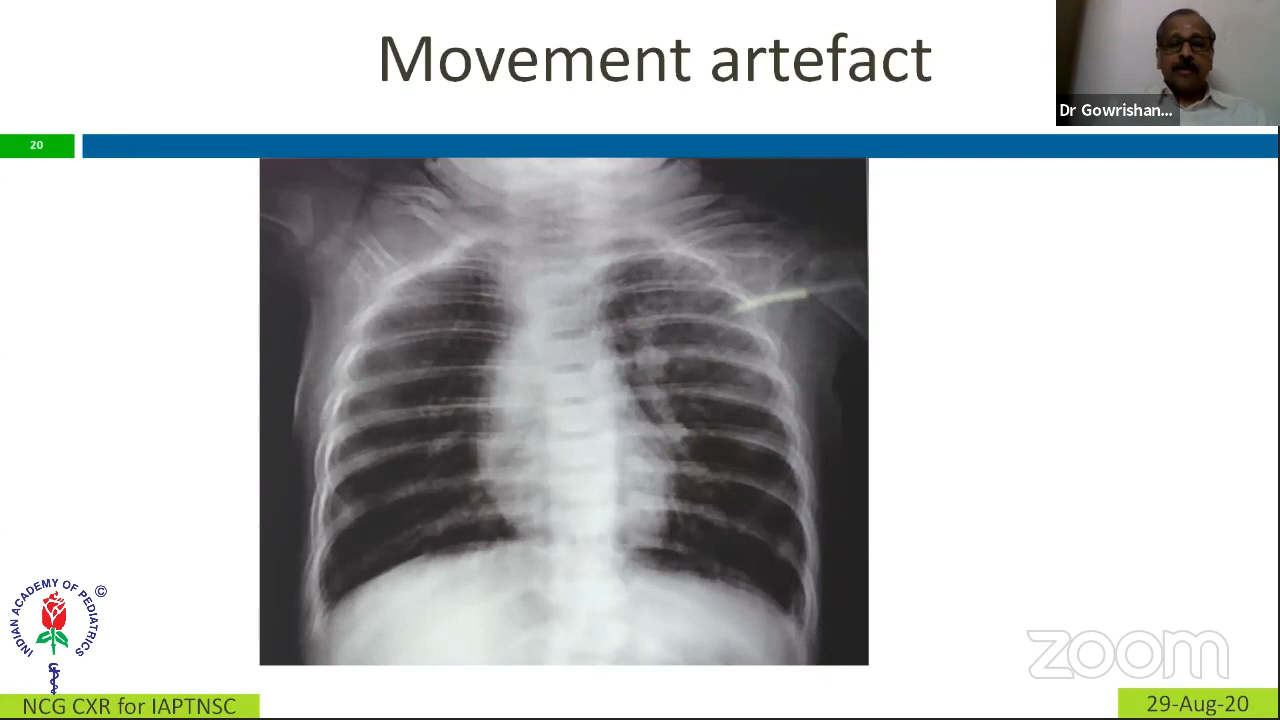 Movement artefact
Dr Gowrishan...
20
INDIAN ACADEMY OF PEDIATRICS ©
zoom
NCG CXR for IAPTNSC
29-Aug-20